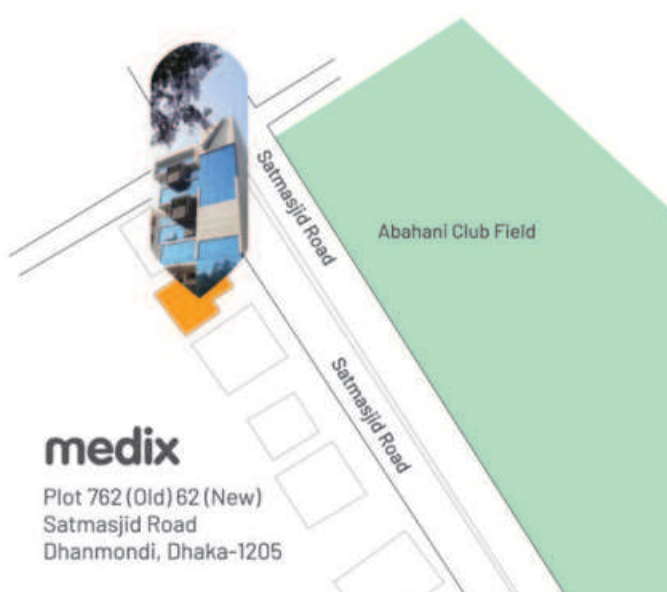 Satmasjid Road
Abahani Club Field
Satmasjid Road
medix
Plot 762 (Old) 62 (New)
Satmasjid Road
Dhanmondi, Dhaka-1205